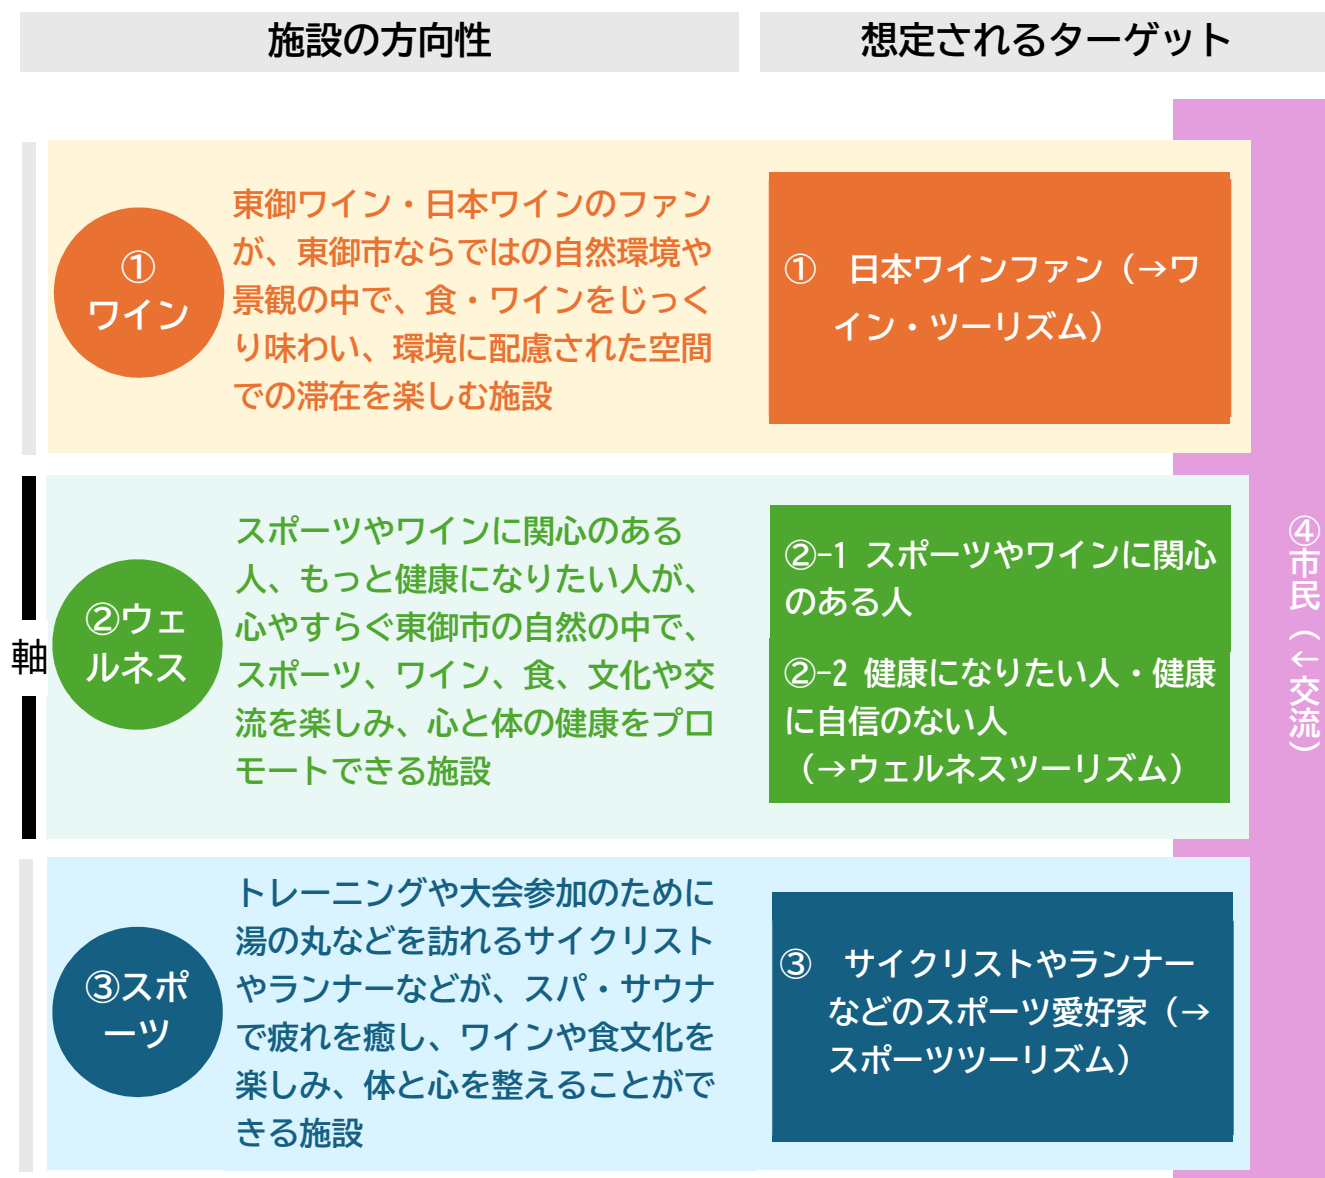 施設の方向性
想定されるターゲット
①
ワイン
東御ワイン・日本ワインのファン
が、東御市ならではの自然環境や
景観の中で、食・ワインをじっく
り味わい、環境に配慮された空間
での滞在を楽しむ施設
① 日本ワインファン（→ワ
イン・ツーリズム）
軸
②ウェ
ルネス
スポーツやワインに関心のある
人、もっと健康になりたい人が、
心やすらぐ東御市の自然の中で、
スポーツ、ワイン、食、文化や交
流を楽しみ、心と体の健康をプロ
モートできる施設
②-1 スポーツやワインに関心
のある人
②-2 健康になりたい人・健康
に自信のない人
（→ウェルネスツーリズム）
③スポ
ーツ
トレーニングや大会参加のために
湯の丸などを訪れるサイクリスト
やランナーなどが、スパ・サウナ
で疲れを癒し、ワインや食文化を
楽しみ、体と心を整えることがで
きる施設
③ サイクリストやランナー
などのスポーツ愛好家（→
スポーツツーリズム）
④市民（←交流）